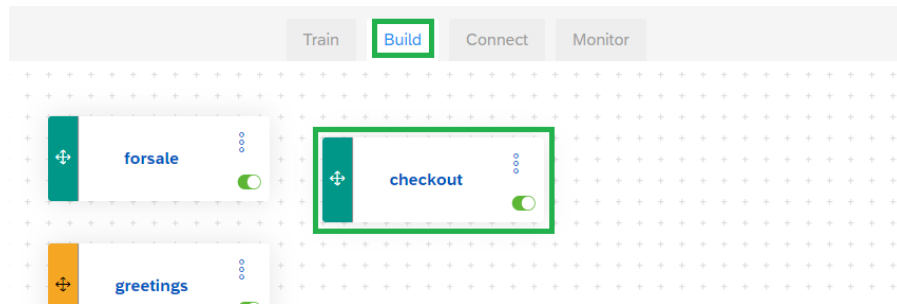 Train
Build
Connect
Monitor
forsale
checkout
greetings